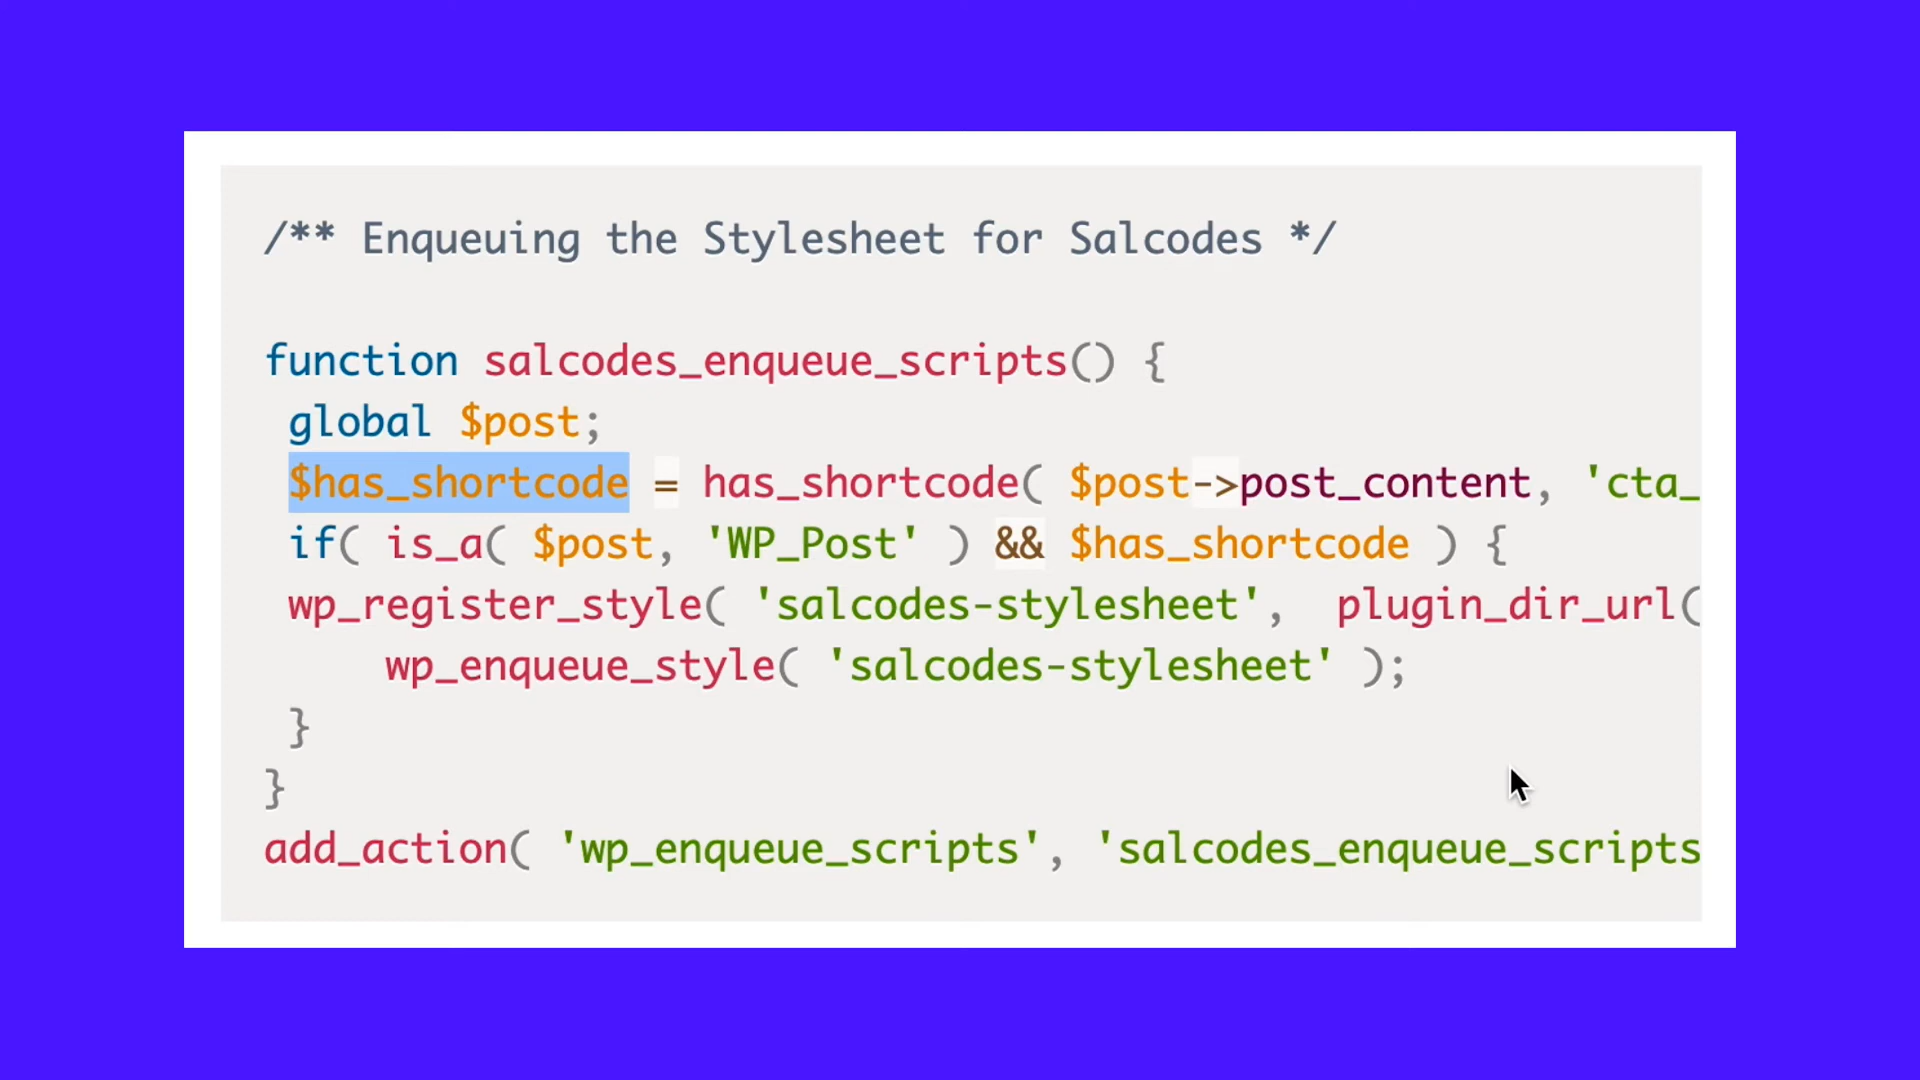 /** Enqueuing the Stylesheet for Salcodes */
function salcodes_enqueue_scripts() {
global $post;
$has_shortcode = has_shortcode( $post->post_content, 'cta_
if( is_a( $post, 'WP_Post' ) && $has_shortcode ) {
wp_register_style( 'salcodes-stylesheet',  plugin_dir_url(
wp_enqueue_style( 'salcodes-stylesheet' );
}
}
add_action( 'wp_enqueue_scripts', 'salcodes_enqueue_scripts